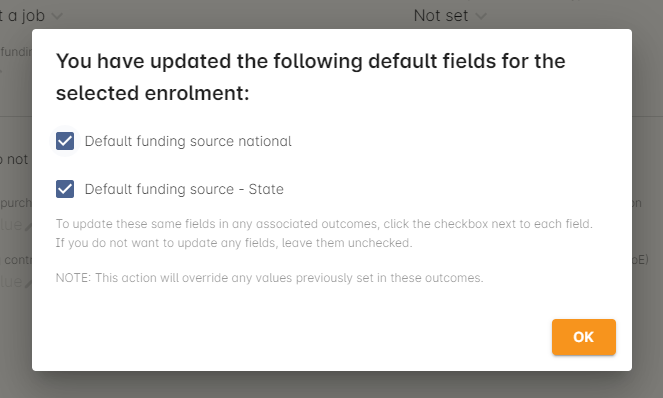 t a job
Not set
fundin
You have updated the following default fields for the
selected enrolment:
Default funding source national
Default funding source - State
not
purch
on
lue
To update these same fields in any associated outcomes, click the checkbox next to each field.
If you do not want to update any fields, leave them unchecked.
contr
oE)
lue
NOTE: This action will override any values previously set in these outcomes.
OK